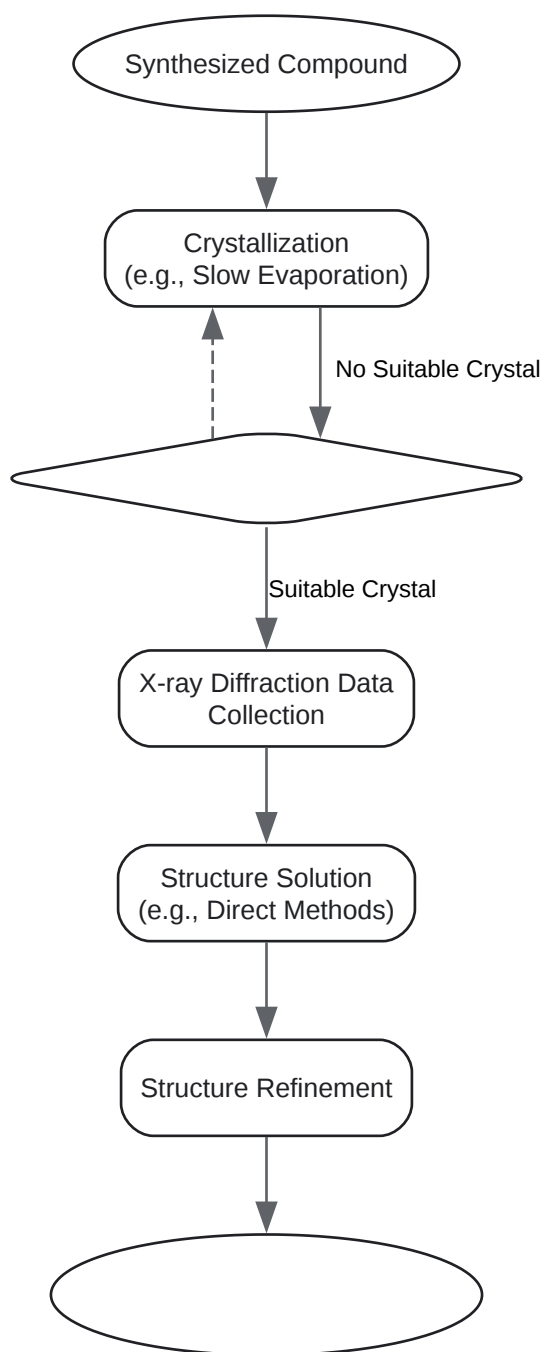 Synthesized Compound
Crystallization
(e.g., Slow Evaporation)
No Suitable Crystal
Suitable Crystal
X-ray Diffraction Data
Collection
Structure Solution
(e.g., Direct Methods)
Structure Refinement